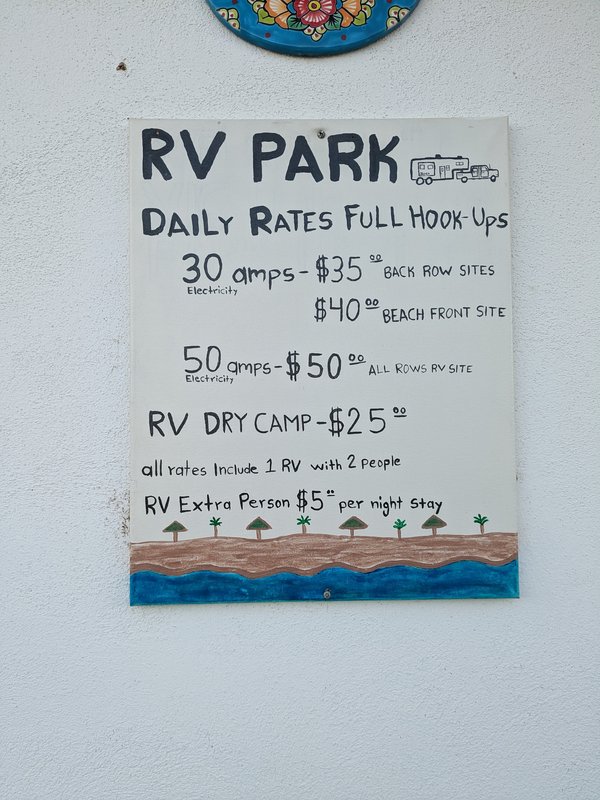 RV PARK
DAILY RATES FULL HOOK-UPS
30 amps - $35.00 BACK ROW SITES
Electricity
$40.00 BEACH FRONT SITE
50 amps - $50.00 ALL ROWS RV SITE
Electricity
RV DRY CAMP - $25.00
all rates Include 1 RV with 2 people
RV Extra Person $5.00 per night stay